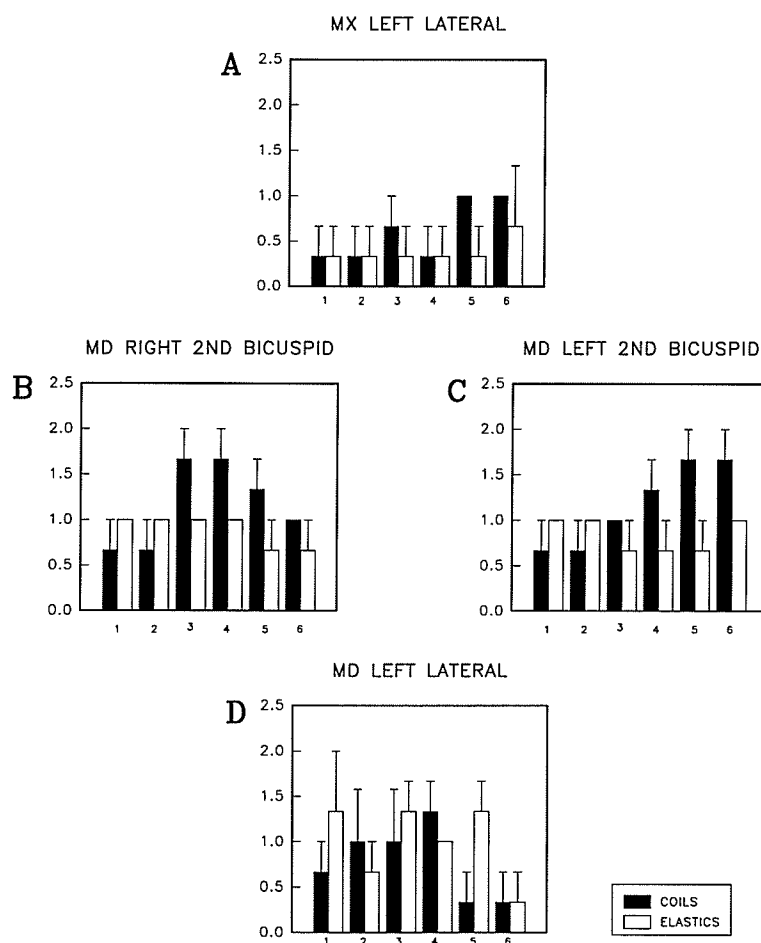 MX LEFT LATERAL
A
2.5
2.0
1.5
1.0
0.5
0.0
1 2 3 4 5 6
MD RIGHT 2ND BICUSPID
B
2.5
2.0
1.5
1.0
0.5
0.0
1 2 3 4 5 6
MD LEFT 2ND BICUSPID
C
2.5
2.0
1.5
1.0
0.5
0.0
1 2 3 4 5 6
MD LEFT LATERAL
D
2.5
2.0
1.5
1.0
0.5
0.0
1 2 3 4 5 6
COILS
ELASTICS